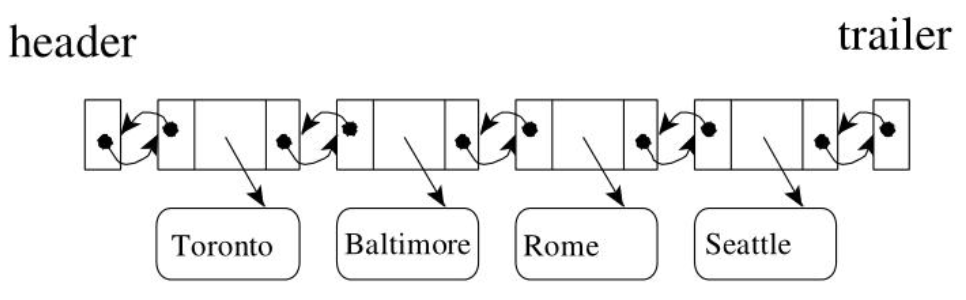 header
trailer
Toronto
Baltimore
Rome
Seattle